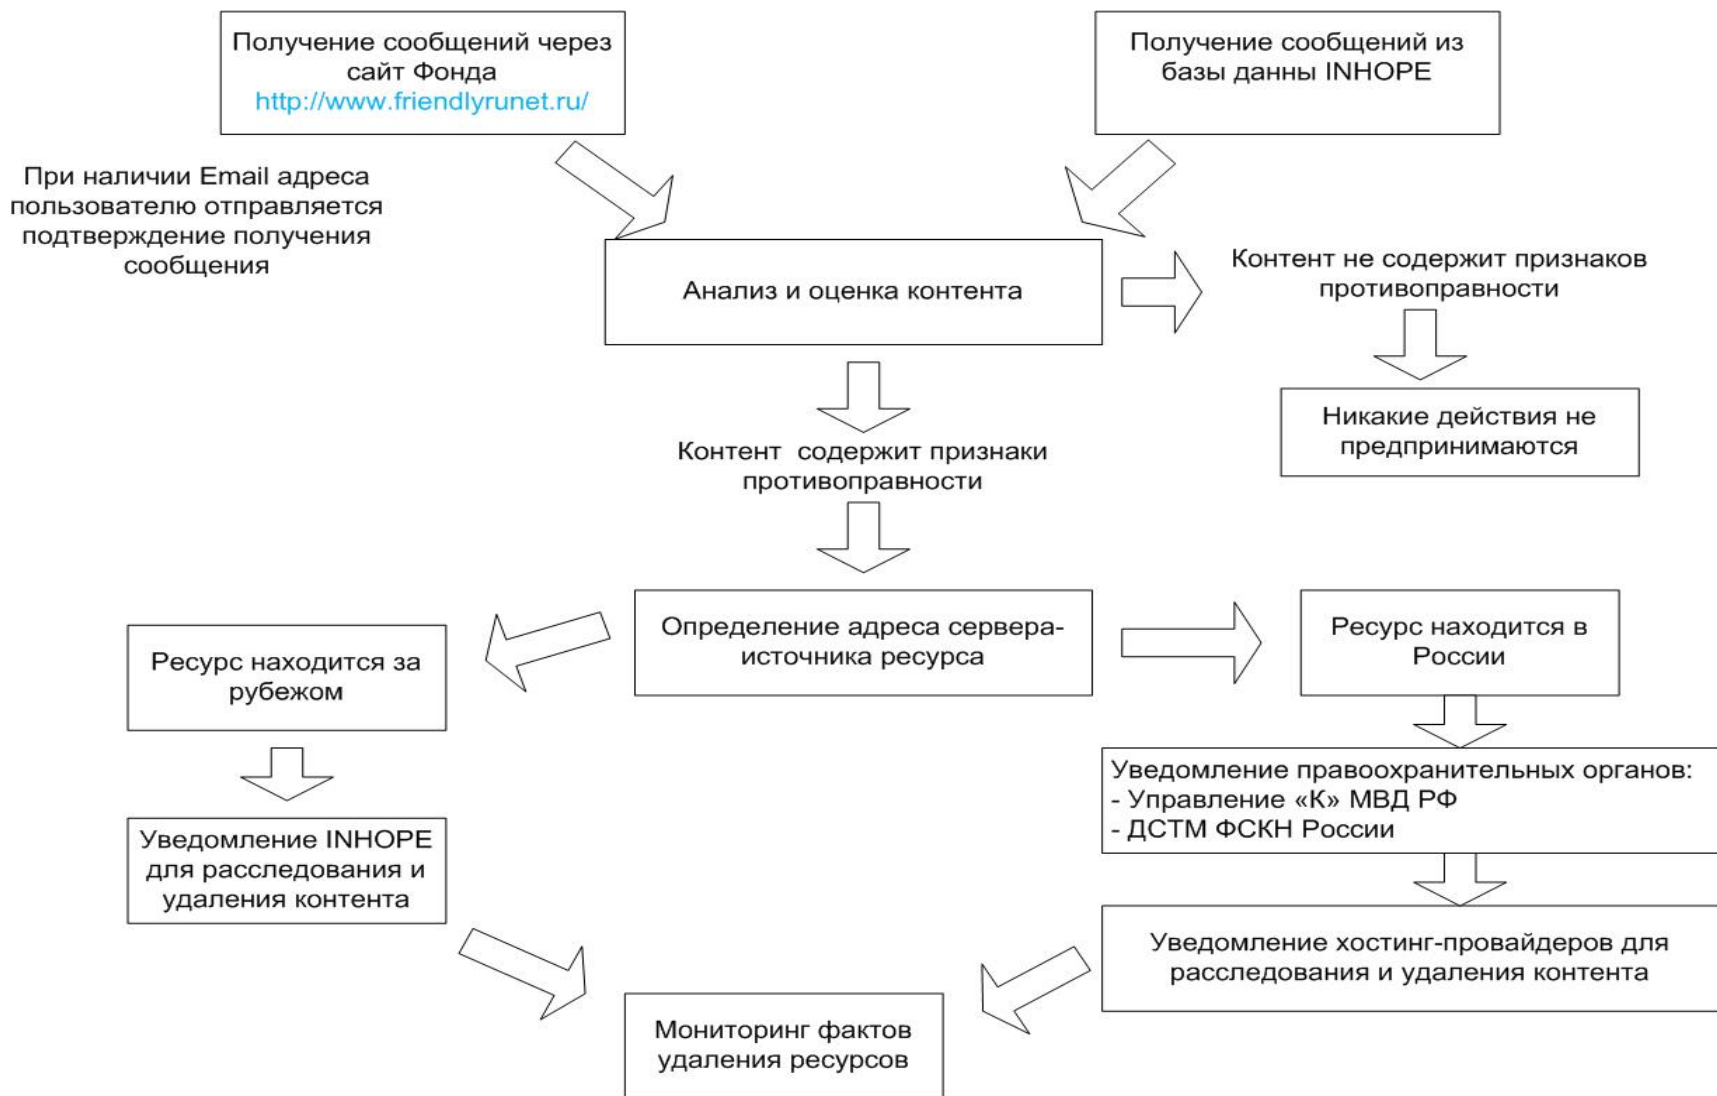 Получение сообщений через
сайт Фонда
http://www.friendlyrunet.ru/
Получение сообщений из
базы данны INHOPE
При наличии Email адреса
пользователю отправляется
подтверждение получения
сообщения
Анализ и оценка контента
Контент не содержит признаков
противоправности
Никакие действия не
предпринимаются
Контент содержит признаки
противоправности
Определение адреса сервера-
источника ресурса
Ресурс находится за
рубежом
Ресурс находится в
России
Уведомление INHOPE
для расследования и
удаления контента
Уведомление правоохранительных органов:
- Управление «К» МВД РФ
- ДСТМ ФСКН России
Уведомление хостинг-провайдеров для
расследования и удаления контента
Мониторинг фактов
удаления ресурсов